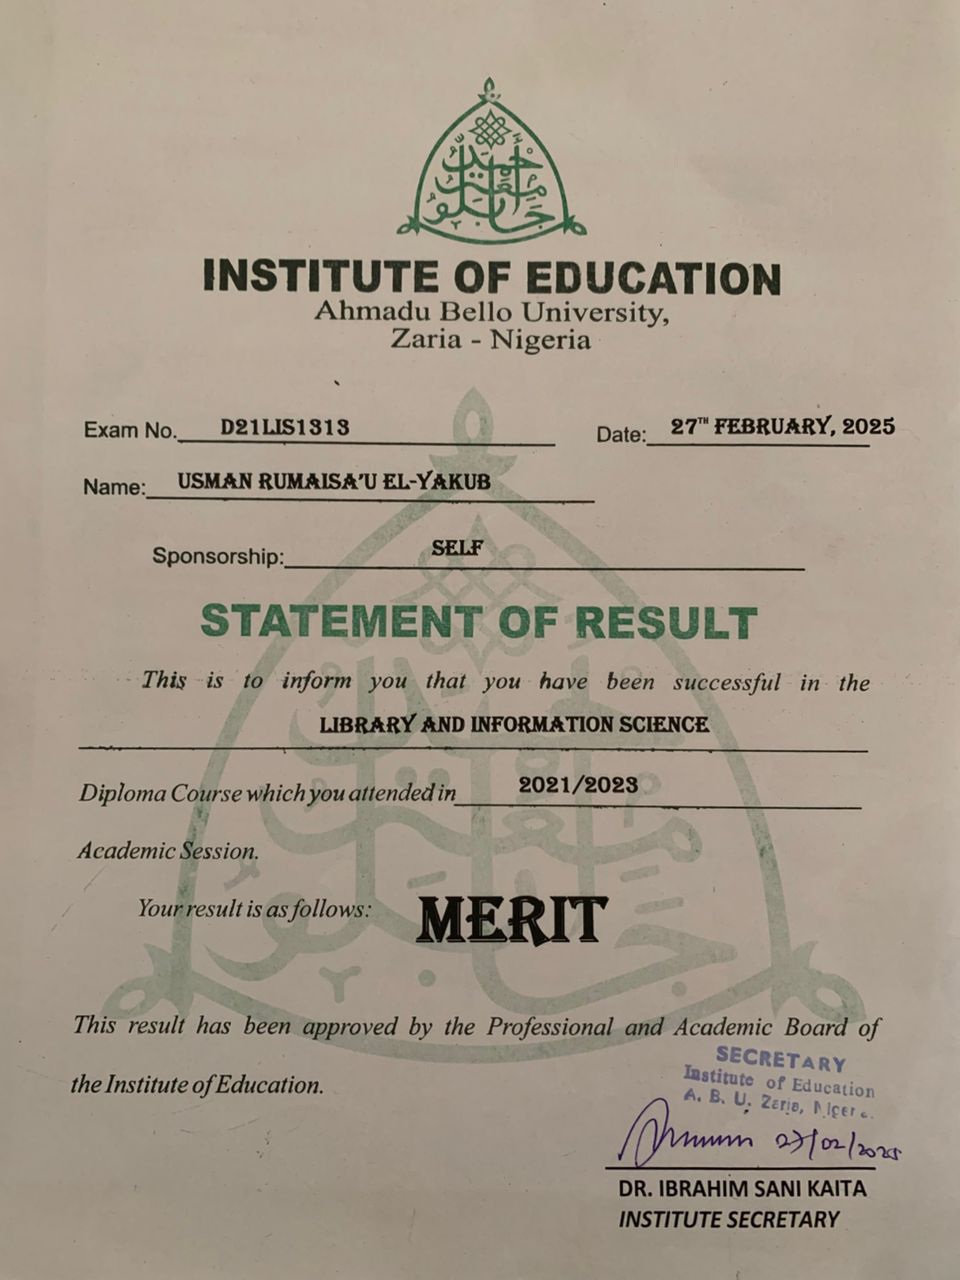 INSTITUTE OF EDUCATION
Ahmadu Bello University,
Zaria - Nigeria
Exam No. D21LIS1313 Date: 27TH FEBRUARY, 2025
Name: USMAN RUMAISA'U EL-YAKUB
Sponsorship: SELF
STATEMENT OF RESULT
This is to inform you that you have been successful in the
LIBRARY AND INFORMATION SCIENCE
Diploma Course which you attended in 2021/2023
Academic Session.
Your result is as follows: MERIT
This result has been approved by the Professional and Academic Board of
the Institute of Education.
SECRETARY
Institute of Education
A. B. U. Zaria,
27/02/2025
DR. IBRAHIM SANI KAITA
INSTITUTE SECRETARY